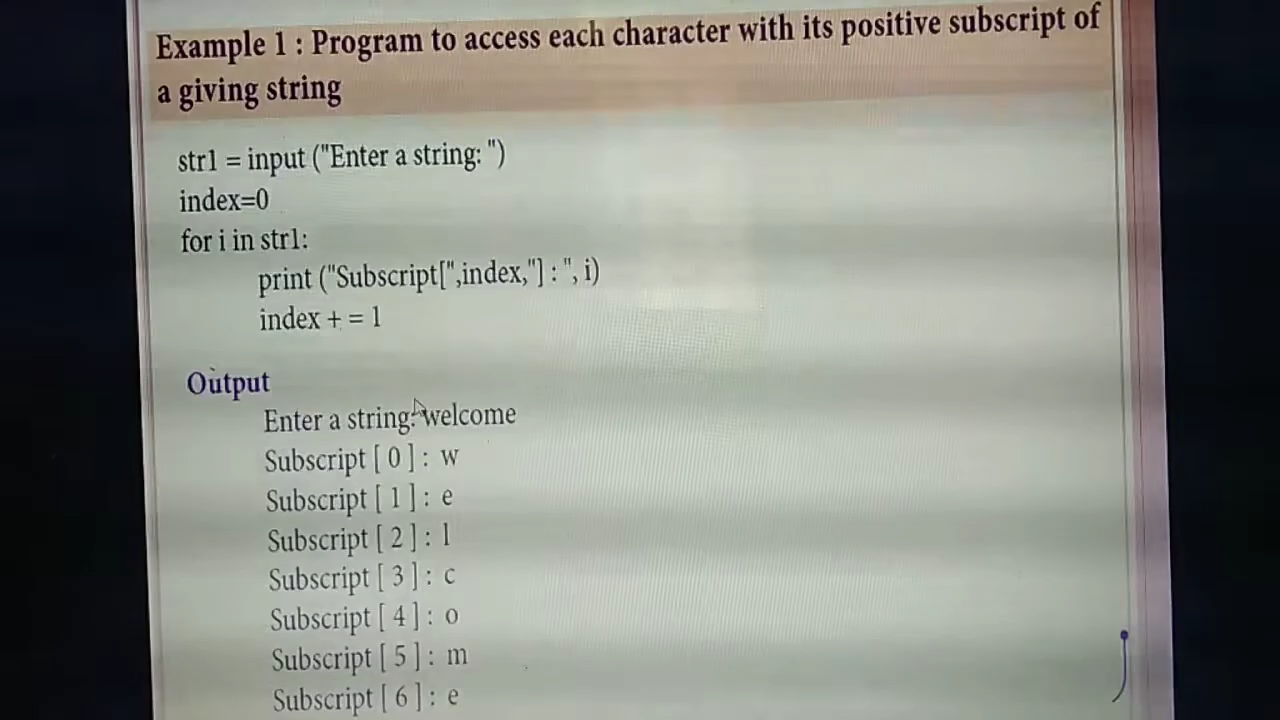 Example 1 : Program to access each character with its positive subscript of
a giving string
str1 = input ("Enter a string: ")
index=0
for i in str1:
print ("Subscript[",index,"] : ", i)
index + = 1
Output
Enter a string: welcome
Subscript [ 0 ] : w
Subscript [ 1 ] : e
Subscript [ 2 ] : l
Subscript [ 3 ] : c
Subscript [ 4 ] : o
Subscript [ 5 ] : m
Subscript [ 6 ] : e